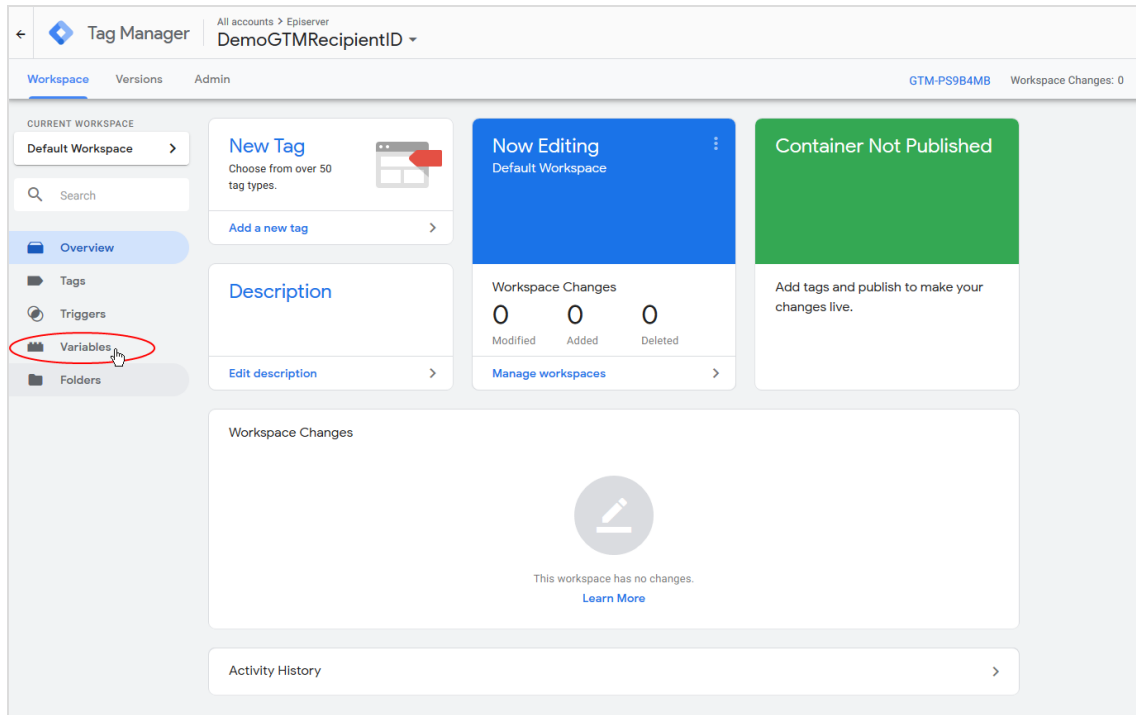 All accounts > Episerver
Tag Manager
DemoGTMRecipientID
Workspace Versions Admin
GTM-PS9B4MB Workspace Changes: 0
CURRENT WORKSPACE
Default Workspace
Search
Overview
Tags
Triggers
Variables
Folders
New Tag
Choose from over 50
tag types.
Add a new tag
Now Editing
Default Workspace
Container Not Published
Description
Edit description
Workspace Changes
0 0 0
Modified Added Deleted
Manage workspaces
Add tags and publish to make your
changes live.
Workspace Changes
This workspace has no changes.
Learn More
Activity History